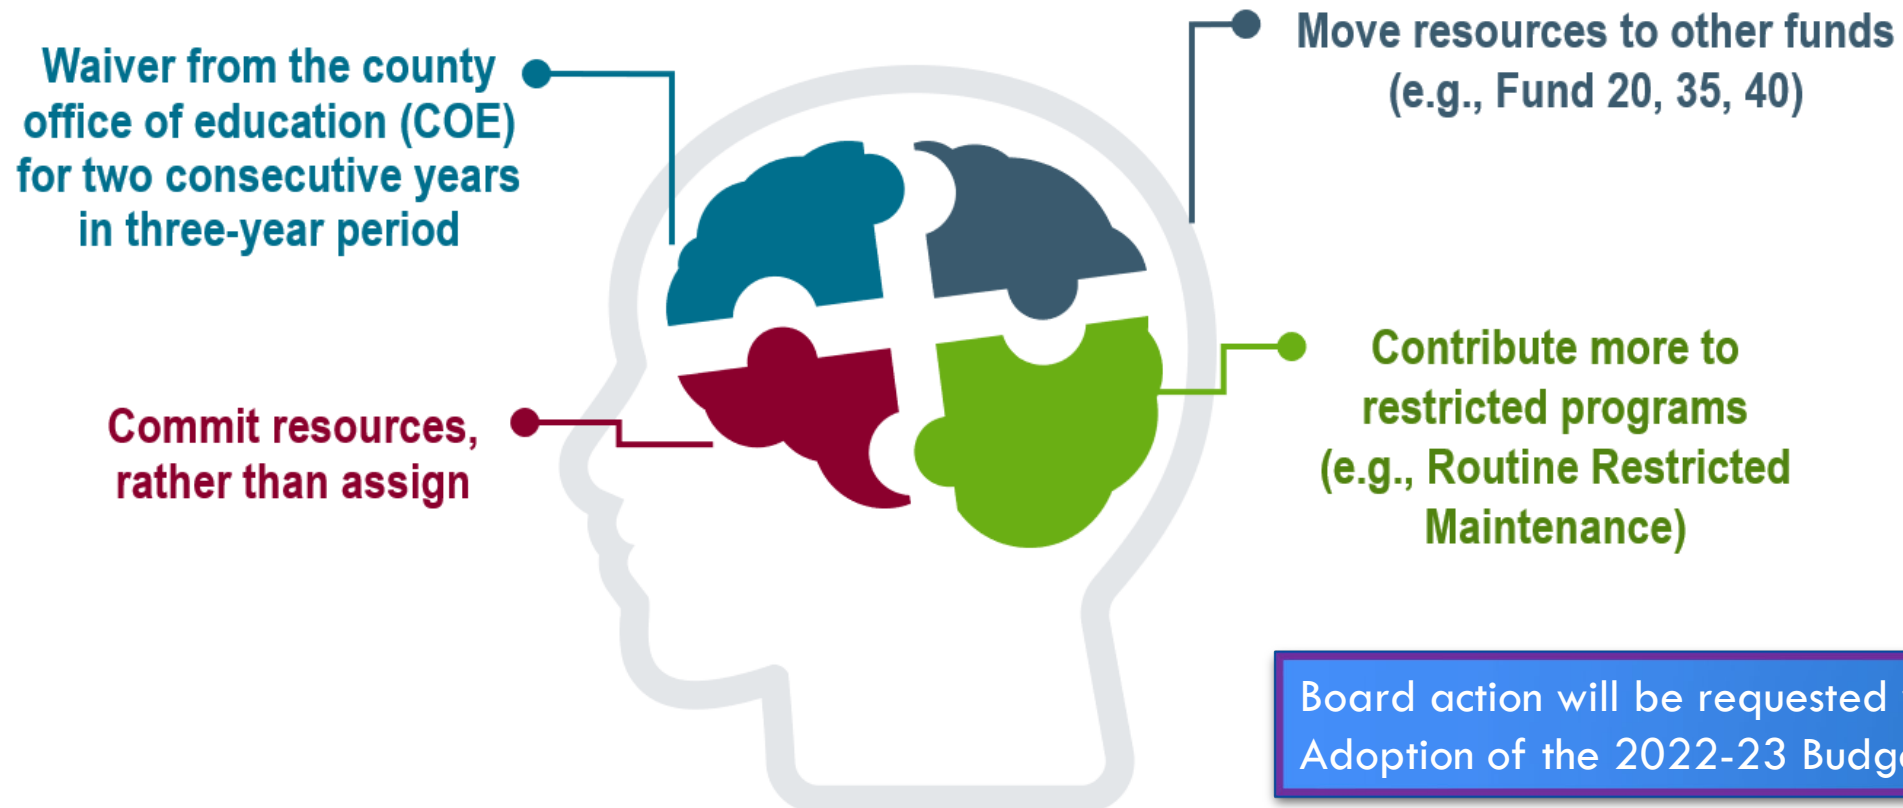 Waiver from the county
office of education (COE)
for two consecutive years
in three-year period
Move resources to other funds
(e.g., Fund 20, 35, 40)
Commit resources,
rather than assign
Contribute more to
restricted programs
(e.g., Routine Restricted
Maintenance)
Board action will be requested
Adoption of the 2022-23